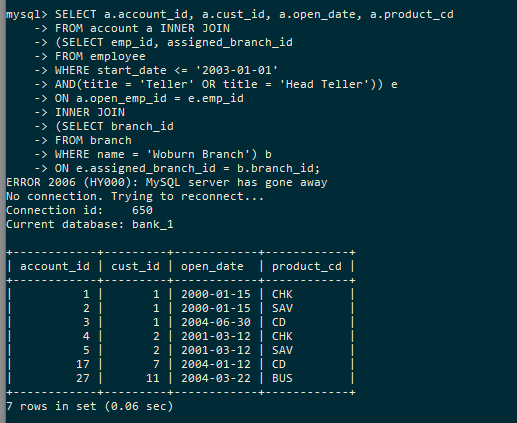 mysql> SELECT a.account_id, a.cust_id, a.open_date, a.product_cd
    -> FROM account a INNER JOIN
    -> (SELECT emp_id, assigned_branch_id
    -> FROM employee
    -> WHERE start_date <= '2003-01-01'
    -> AND(title = 'Teller' OR title = 'Head Teller')) e
    -> ON a.open_emp_id = e.emp_id
    -> INNER JOIN
    -> (SELECT branch_id
    -> FROM branch
    -> WHERE name = 'Woburn Branch') b
    -> ON e.assigned_branch_id = b.branch_id;
ERROR 2006 (HY000): MySQL server has gone away
No connection. Trying to reconnect...
Connection id:    650
Current database: bank_1

+------------+---------+------------+------------+
| account_id | cust_id | open_date  | product_cd |
+------------+---------+------------+------------+
|          1 |       1 | 2000-01-15 | CHK        |
|          2 |       1 | 2000-01-15 | SAV        |
|          3 |       1 | 2004-06-30 | CD         |
|          4 |       2 | 2001-03-12 | CHK        |
|          5 |       2 | 2001-03-12 | SAV        |
|         17 |       7 | 2004-01-12 | CD         |
|         27 |      11 | 2004-03-22 | BUS        |
+------------+---------+------------+------------+
7 rows in set (0.06 sec)